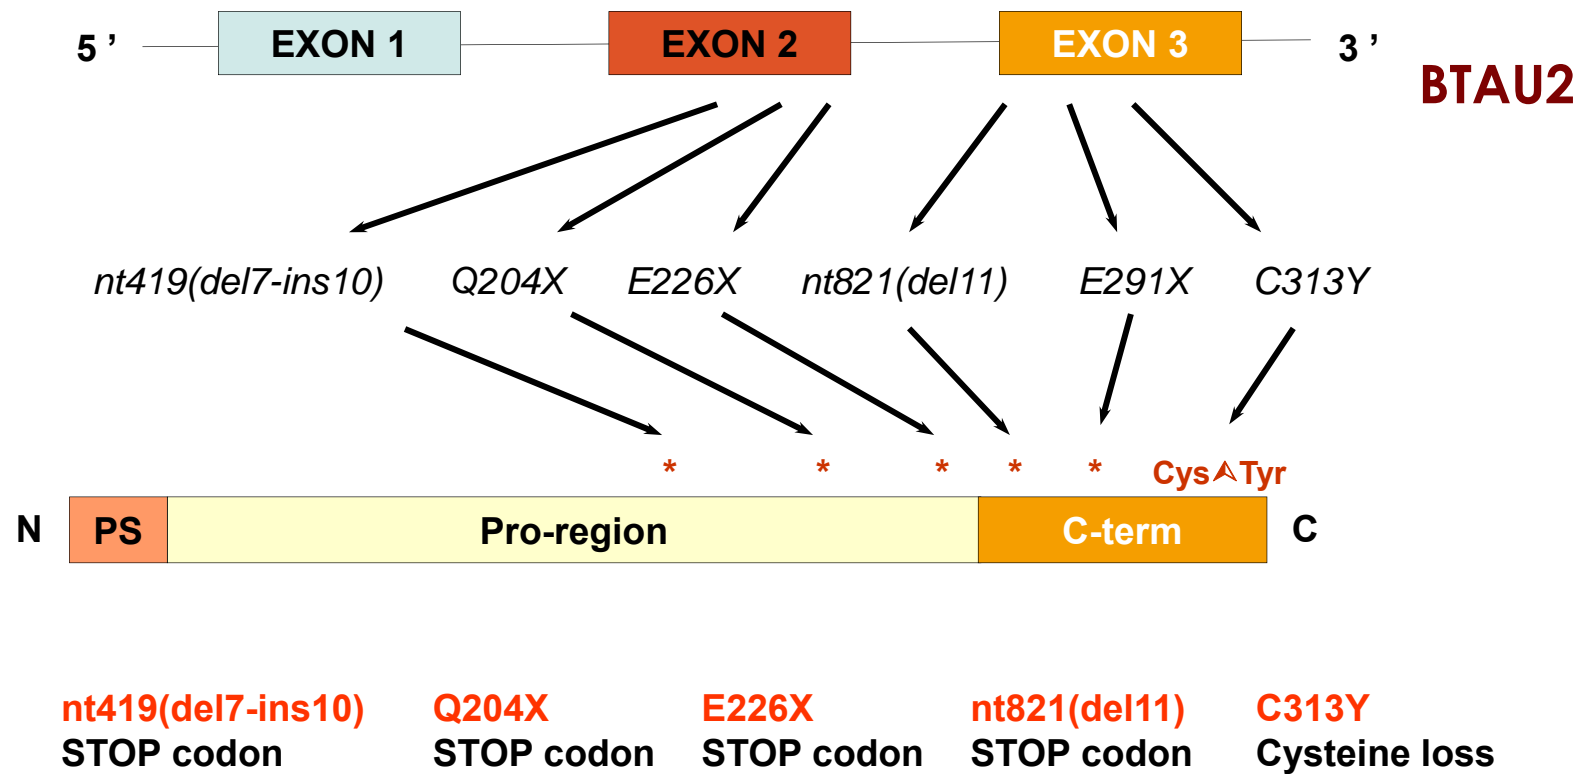 5 ’ EXON 1 EXON 2 EXON 3 3 ’
BTAU2
nt419(del7-ins10) Q204X E226X nt821(del11) E291X C313Y
* * * * * Cys Tyr
N PS Pro-region C-term C
nt419(del7-ins10) Q204X E226X nt821(del11) C313Y
STOP codon STOP codon STOP codon STOP codon Cysteine loss